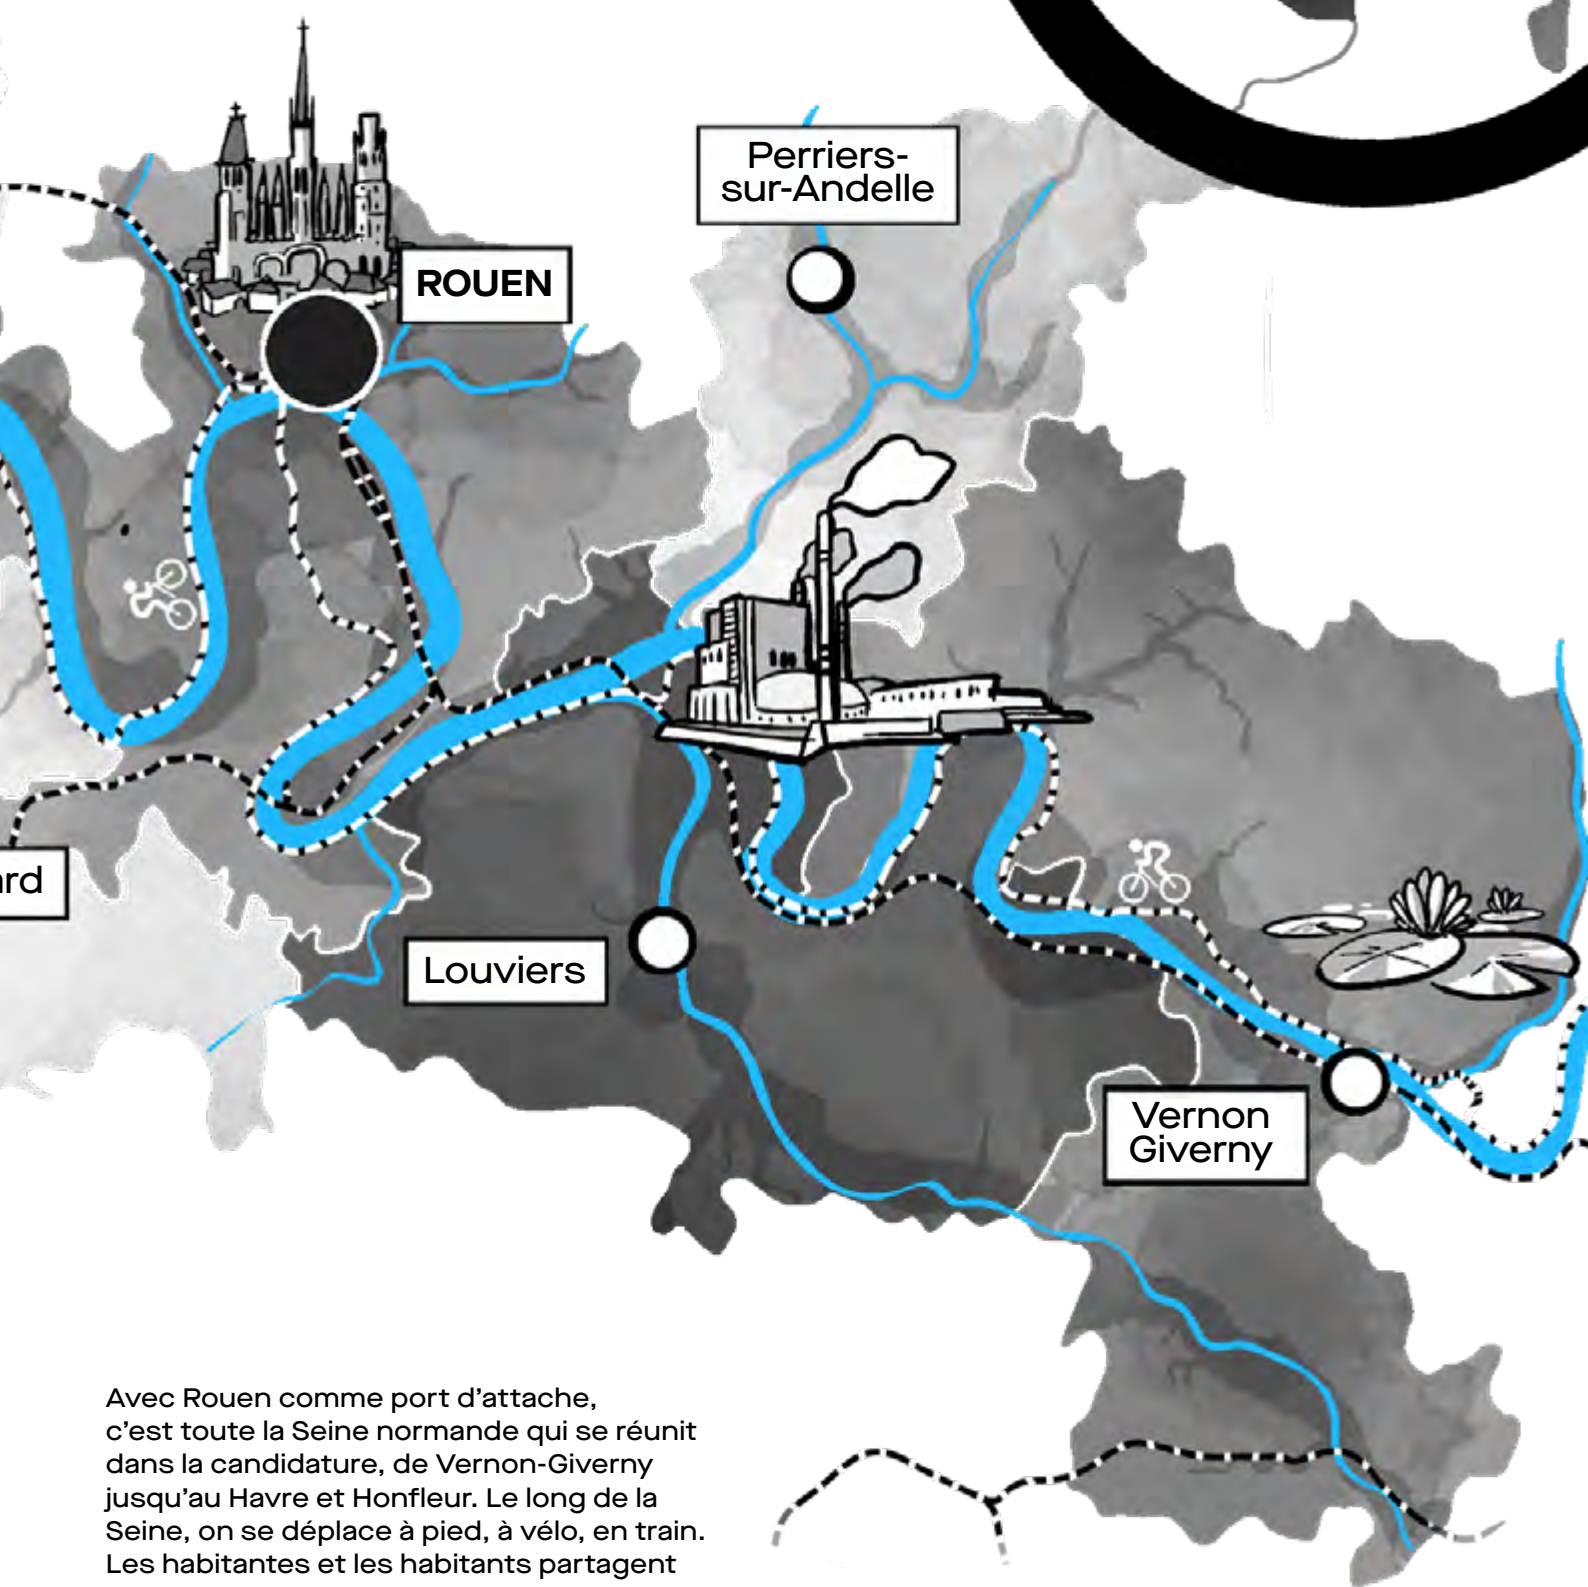 Perriers-
sur-Andelle
ROUEN
ard
Louviers
Vernon
Giverny
Avec Rouen comme port d’attache,
c’est toute la Seine normande qui se réunit
dans la candidature, de Vernon-Giverny
jusqu’au Havre et Honfleur. Le long de la
Seine, on se déplace à pied, à vélo, en train.
Les habitantes et les habitants partagent